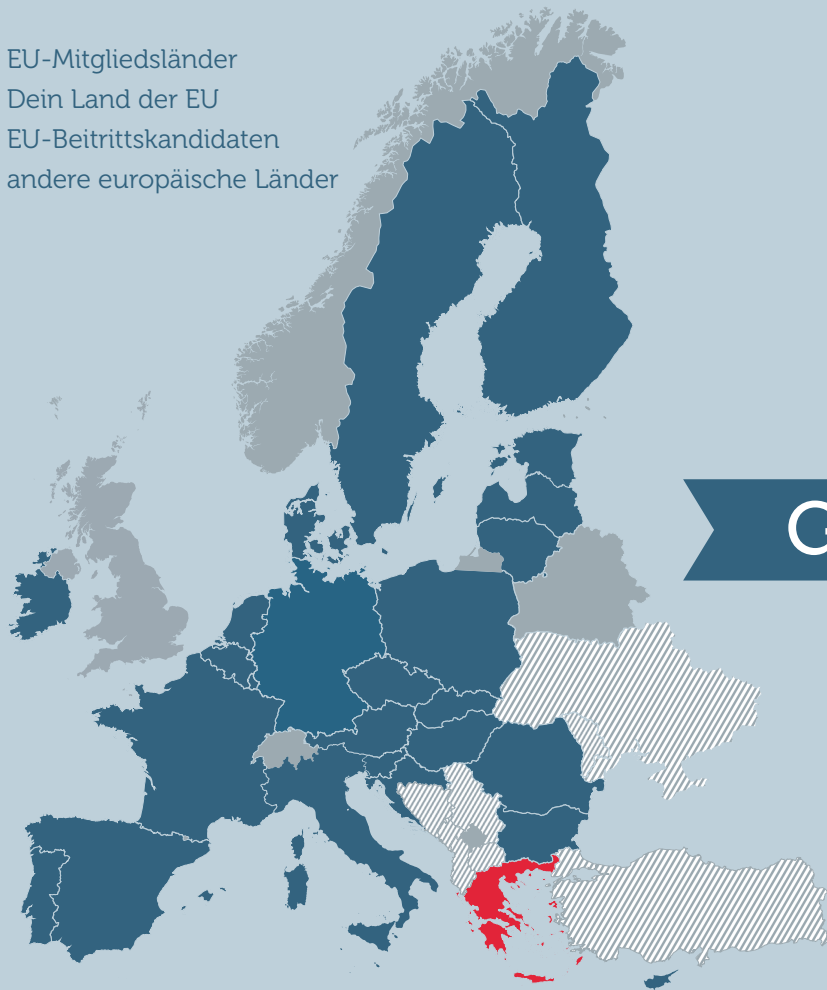 EU-Mitgliedsländer
Dein Land der EU
EU-Beitrittskandidaten
andere europäische Länder
G